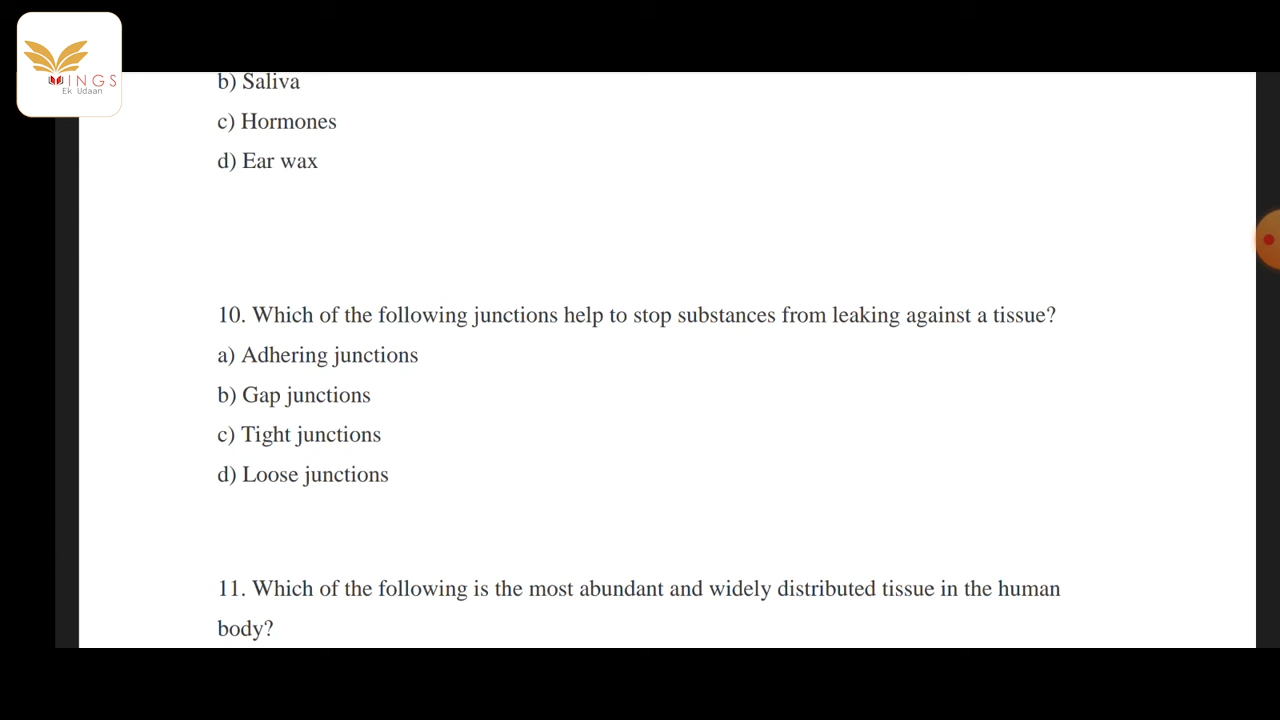 WINGS
Ek Udaan
b) Saliva
c) Hormones
d) Ear wax
10. Which of the following junctions help to stop substances from leaking against a tissue?
a) Adhering junctions
b) Gap junctions
c) Tight junctions
d) Loose junctions
11. Which of the following is the most abundant and widely distributed tissue in the human
body?